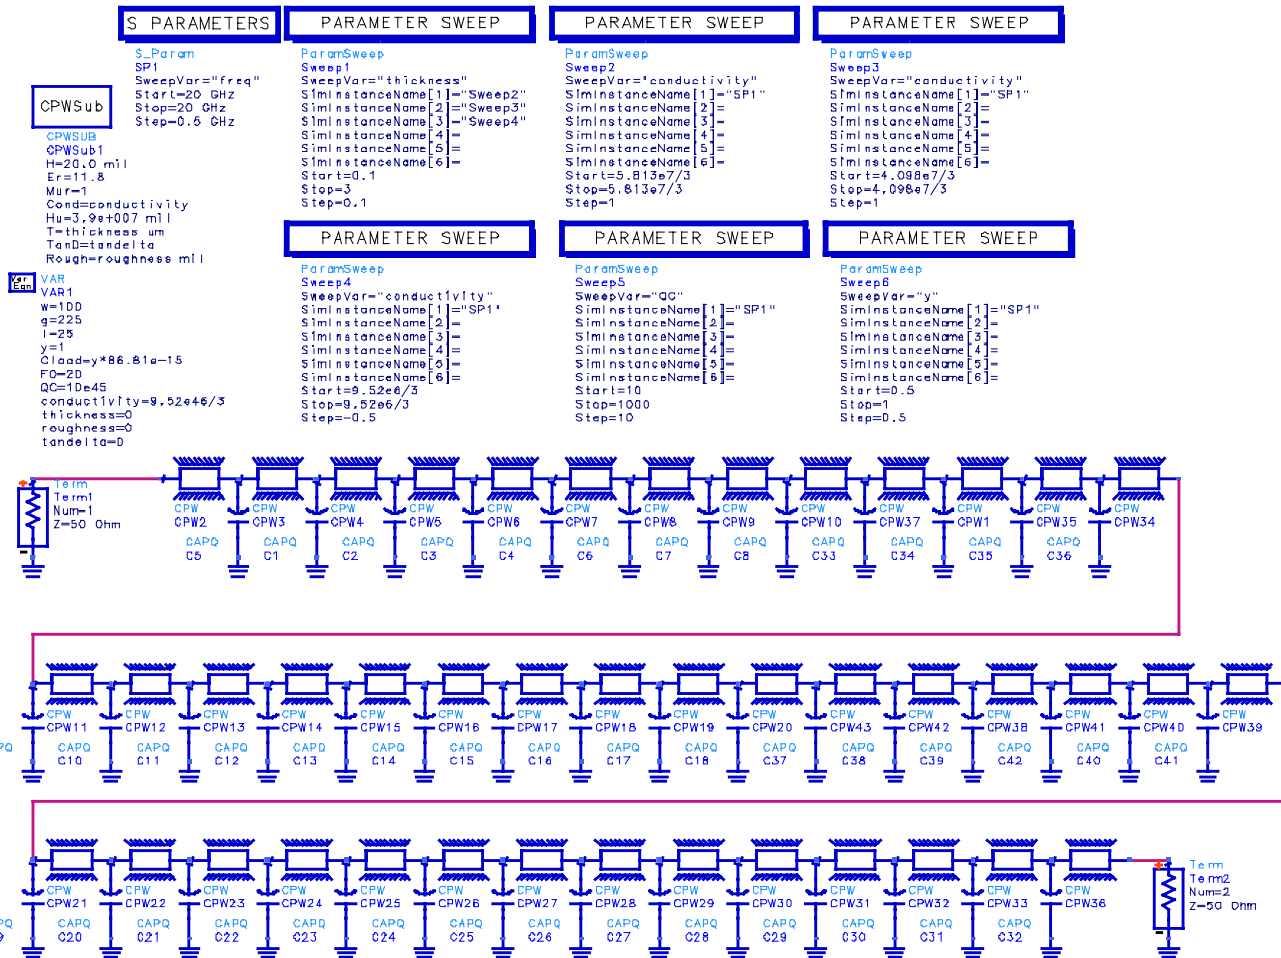 S PARAMETERS
S_Param
SP1
SweepVar="freq"
Start=20 GHz
Stop=20 GHz
Step=0.5 GHz
PARAMETER SWEEP
ParamSweep
Sweep1
SweepVar="thickness"
SimInstanceName[1]="Sweep2"
SimInstanceName[2]="Sweep3"
SimInstanceName[3]="Sweep4"
SimInstanceName[4]=
SimInstanceName[5]=
SimInstanceName[6]=
Start=0.1
Stop=3
Step=0.1
PARAMETER SWEEP
ParamSweep
Sweep2
SweepVar="conductivity"
SimInstanceName[1]="SP1"
SimInstanceName[2]=
SimInstanceName[3]=
SimInstanceName[4]=
SimInstanceName[5]=
SimInstanceName[6]=
Start=5.813e7/3
Stop=5.813e7/3
Step=1
PARAMETER SWEEP
ParamSweep
Sweep3
SweepVar="conductivity"
SimInstanceName[1]="SP1"
SimInstanceName[2]=
SimInstanceName[3]=
SimInstanceName[4]=
SimInstanceName[5]=
SimInstanceName[6]=
Start=4.098e7/3
Stop=4.098e7/3
Step=1
CPWSub
CPWSUB
CPWSub1
H=20.0 mil
Er=11.8
Mur=1
Cond=conductivity
Hu=3.9e+007 mil
T=thickness um
TanD=tandelta
Rough=roughness mil
Var
Eqn
VAR
VAR1
w=100
g=225
l=25
y=1
Cload=y*86.81e-15
F0=20
QC=10e45
conductivity=9.52e46/3
thickness=0
roughness=0
tandelta=0
PARAMETER SWEEP
ParamSweep
Sweep4
SweepVar="conductivity"
SimInstanceName[1]="SP1"
SimInstanceName[2]=
SimInstanceName[3]=
SimInstanceName[4]=
SimInstanceName[5]=
SimInstanceName[6]=
Start=9.52e6/3
Stop=9.52e6/3
Step=-0.5
PARAMETER SWEEP
ParamSweep
Sweep5
SweepVar="QC"
SimInstanceName[1]="SP1"
SimInstanceName[2]=
SimInstanceName[3]=
SimInstanceName[4]=
SimInstanceName[5]=
SimInstanceName[6]=
Start=10
Stop=1000
Step=10
PARAMETER SWEEP
ParamSweep
Sweep6
SweepVar="y"
SimInstanceName[1]="SP1"
SimInstanceName[2]=
SimInstanceName[3]=
SimInstanceName[4]=
SimInstanceName[5]=
SimInstanceName[6]=
Start=0.5
Stop=1
Step=0.5
Term
Term1
Num=1
Z=50 Ohm
CPW CPW CPW CPW CPW CPW CPW CPW CPW CPW CPW CPW CPW
CPW2 CPW3 CPW4 CPW5 CPW6 CPW7 CPW8 CPW9 CPW10 CPW37 CPW1 CPW35 CPW34
CAPQ CAPQ CAPQ CAPQ CAPQ CAPQ CAPQ CAPQ CAPQ CAPQ CAPQ CAPQ
C5 C1 C2 C3 C4 C6 C7 C8 C33 C34 C35 C36
CPW CPW CPW CPW CPW CPW CPW CPW CPW CPW CPW CPW CPW CPW CPW CPW
CPW11 CPW12 CPW13 CPW14 CPW15 CPW16 CPW17 CPW18 CPW19 CPW20 CPW43 CPW42 CPW38 CPW41 CPW40 CPW39
PQ CAPQ CAPQ CAPQ CAPQ CAPQ CAPQ CAPQ CAPQ CAPQ CAPQ CAPQ CAPQ CAPQ CAPQ CAPQ
C10 C11 C12 C13 C14 C15 C16 C17 C18 C37 C38 C39 C42 C40 C41
CPW CPW CPW CPW CPW CPW CPW CPW CPW CPW CPW CPW CPW CPW
CPW21 CPW22 CPW23 CPW24 CPW25 CPW26 CPW27 CPW28 CPW29 CPW30 CPW31 CPW32 CPW33 CPW36
PQ CAPQ CAPQ CAPQ CAPQ CAPQ CAPQ CAPQ CAPQ CAPQ CAPQ CAPQ CAPQ CAPQ
9 C20 C21 C22 C23 C24 C25 C26 C27 C28 C29 C30 C31 C32
Term
Term2
Num=2
Z=50 Ohm